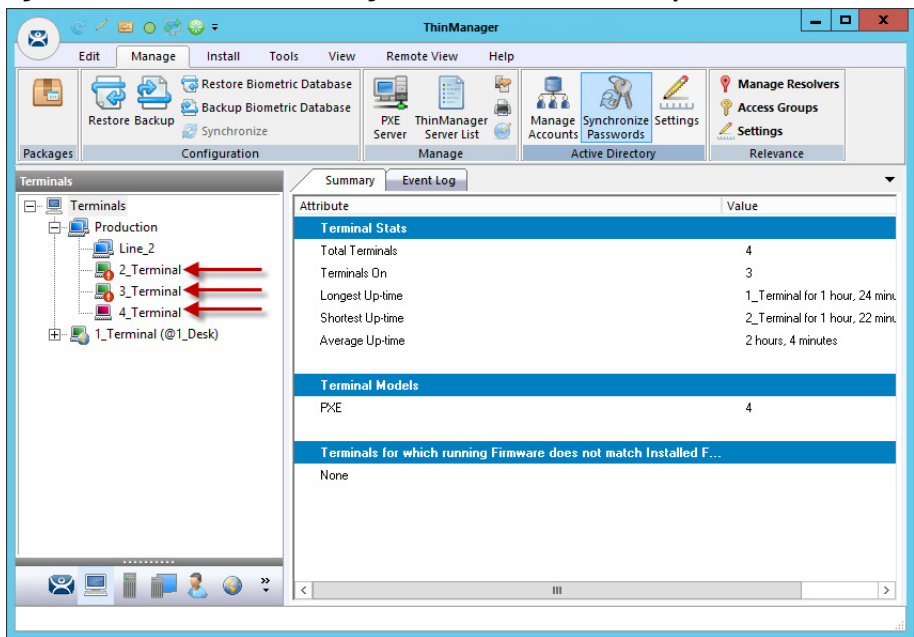 ThinManager
Edit Manage Install Tools View Remote View Help
Restore Biometric Database
Backup Biometric Database
Synchronize
Restore Backup
PXE Server
ThinManager Server List
Manage Accounts
Synchronize Passwords
Settings
Manage Resolvers
Access Groups
Settings
Packages Configuration Manage Active Directory Relevance
Terminals
Summary Event Log
Attribute Value
Terminals
Production
Line_2
2_Terminal
3_Terminal
4_Terminal
1_Terminal (@1_Desk)
Terminal Stats
Total Terminals 4
Terminals On 3
Longest Up-time 1_Terminal for 1 hour, 24 minu
Shortest Up-time 2_Terminal for 1 hour, 22 minu
Average Up-time 2 hours, 4 minutes
Terminal Models
PXE 4
Terminals for which running Firmware does not match Installed F...
None